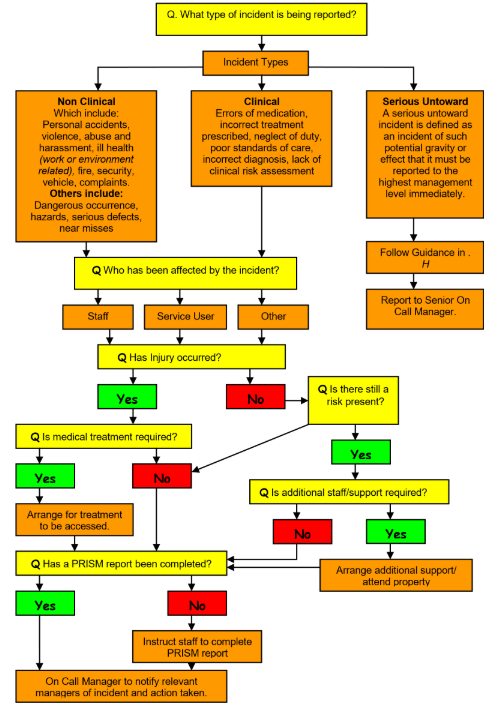 Q. What type of incident is being reported?
Incident Types
Non Clinical
Which include:
Personal accidents,
violence, abuse and
harassment, ill health
(work or environment
related), fire, security,
vehicle, complaints.
Others include:
Dangerous occurrence,
hazards, serious defects,
near misses
Clinical
Errors of medication,
incorrect treatment
prescribed, neglect of duty,
poor standards of care,
incorrect diagnosis, lack of
clinical risk assessment
Serious Untoward
A serious untoward
incident is defined as
an incident of such
potential gravity or
effect that it must be
reported to the
highest management
level immediately.
Follow Guidance in .
H
Report to Senior On
Call Manager.
Q Who has been affected by the incident?
Staff
Service User
Other
Q Has Injury occurred?
Yes
No
Q Is there still a
risk present?
Q Is medical treatment required?
Yes
Yes
No
Q Is additional staff/support required?
Arrange for treatment
to be accessed.
No
Yes
Q Has a PRISM report been completed?
Arrange additional support/
attend property
Yes
No
Instruct staff to complete
PRISM report
On Call Manager to notify relevant
managers of incident and action taken.